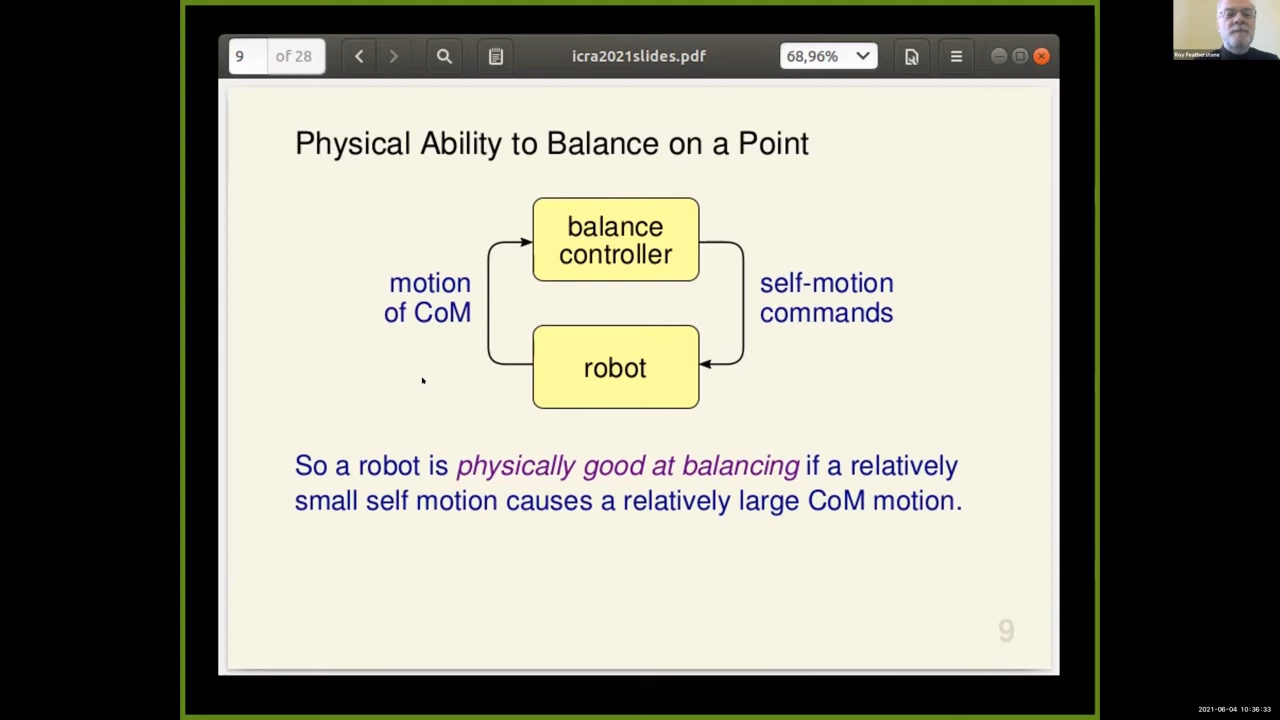 9 of 28
icra2021slides.pdf
68,96%
Roy Featherstone
Physical Ability to Balance on a Point
balance
controller
motion
of CoM
self-motion
commands
robot
So a robot is physically good at balancing if a relatively
small self motion causes a relatively large CoM motion.
9
2021-06-04 10:36:33